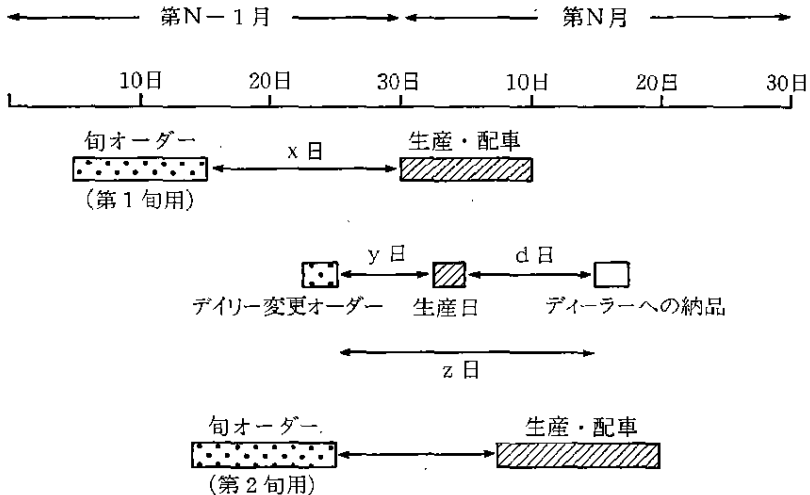 第N－1月 第N月
10日 20日 30日 10日 20日 30日
旬オーダー x日 生産・配車
(第1旬用)
y日 d日
デイリー変更オーダー 生産日 ディーラーへの納品
z日
旬オーダー 生産・配車
(第2旬用)